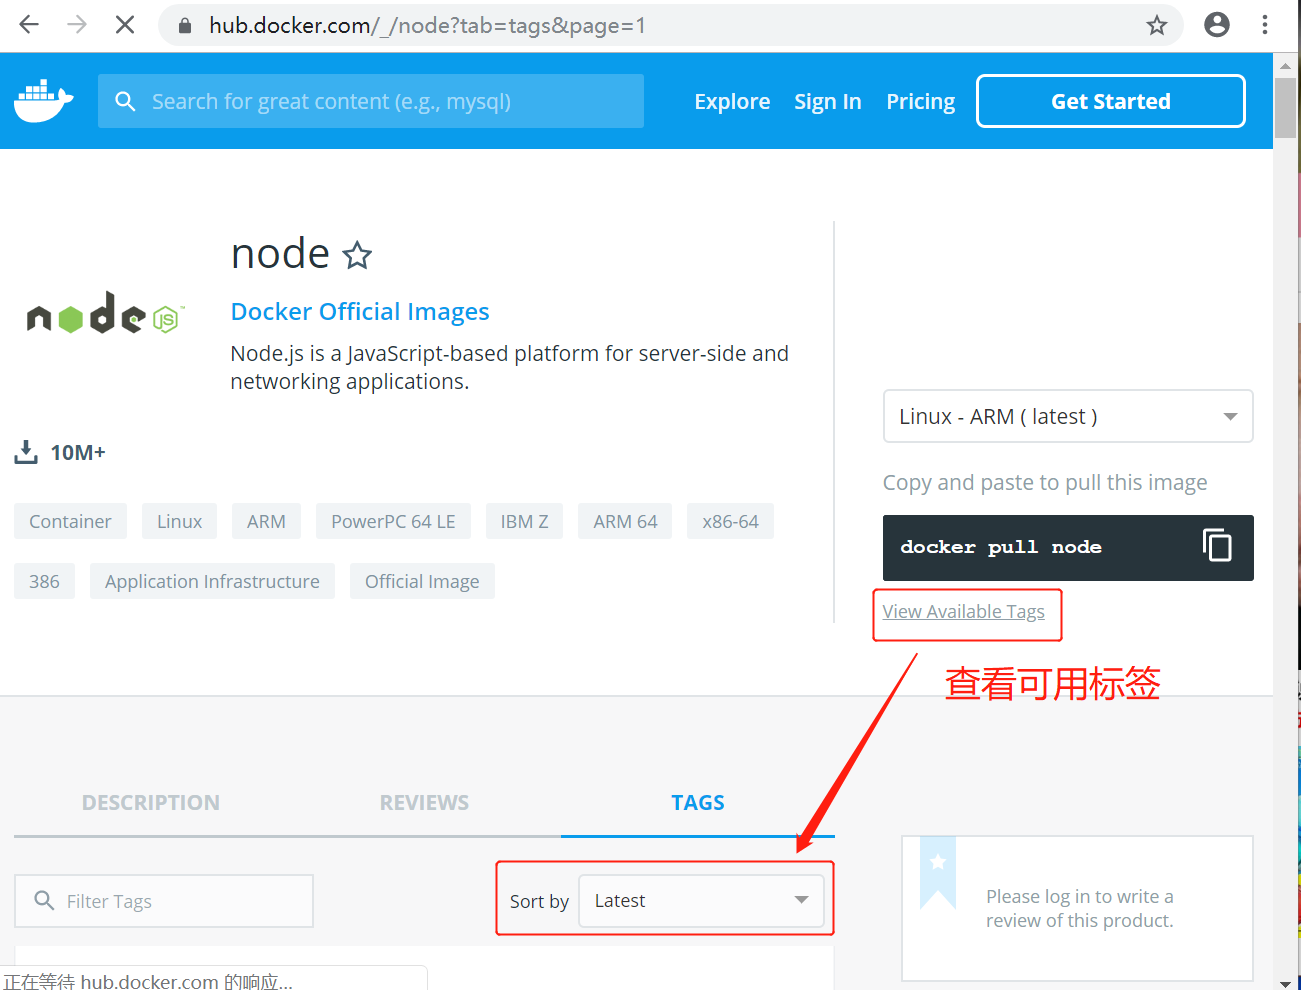 hub.docker.com/_/node?tab=tags&page=1
Search for great content (e.g., mysql)
Explore
Sign In
Pricing
Get Started
node
node JS
Docker Official Images
Node.js is a JavaScript-based platform for server-side and
networking applications.
10M+
Container
Linux
ARM
PowerPC 64 LE
IBM Z
ARM 64
x86-64
386
Application Infrastructure
Official Image
Linux - ARM ( latest )
Copy and paste to pull this image
docker pull node
View Available Tags
查看可用标签
DESCRIPTION
REVIEWS
TAGS
Filter Tags
Sort by
Latest
Please log in to write a
review of this product.
正在等待 hub.docker.com 的响应...